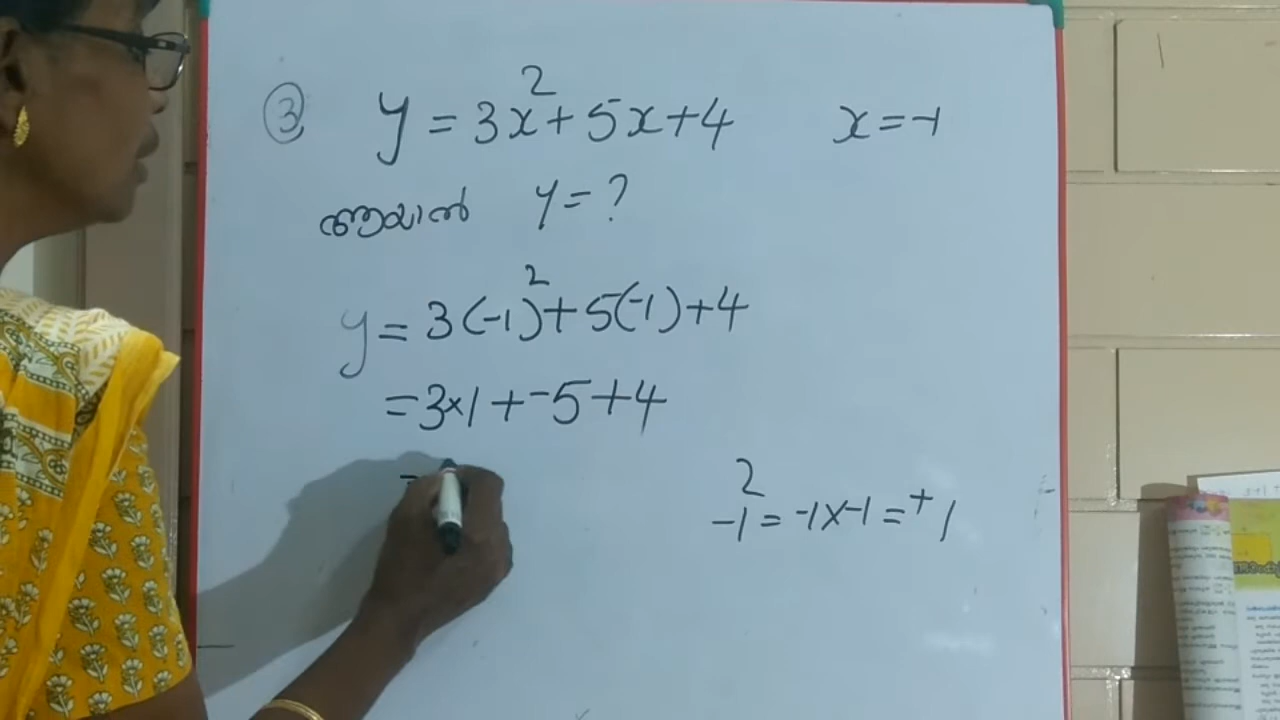 ③ y = 3x² + 5x + 4 x = -1
ആയാൽ y = ?
y = 3(-1)² + 5(-1) + 4
= 3×1 + -5 + 4
=
-1² = -1×-1 = +1